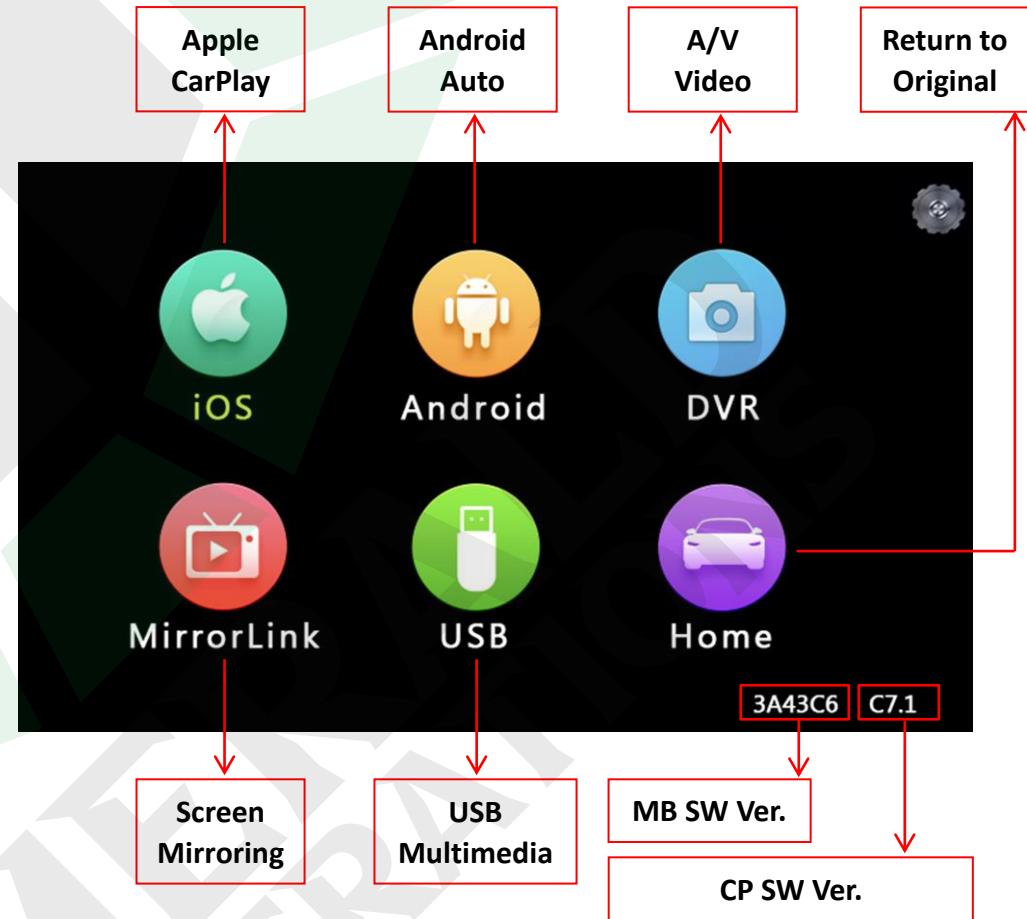 Apple
CarPlay
Android
Auto
A/V
Video
Return to
Original
iOS
Android
DVR
MirrorLink
USB
Home
3A43C6
C7.1
Screen
Mirroring
USB
Multimedia
MB SW Ver.
CP SW Ver.